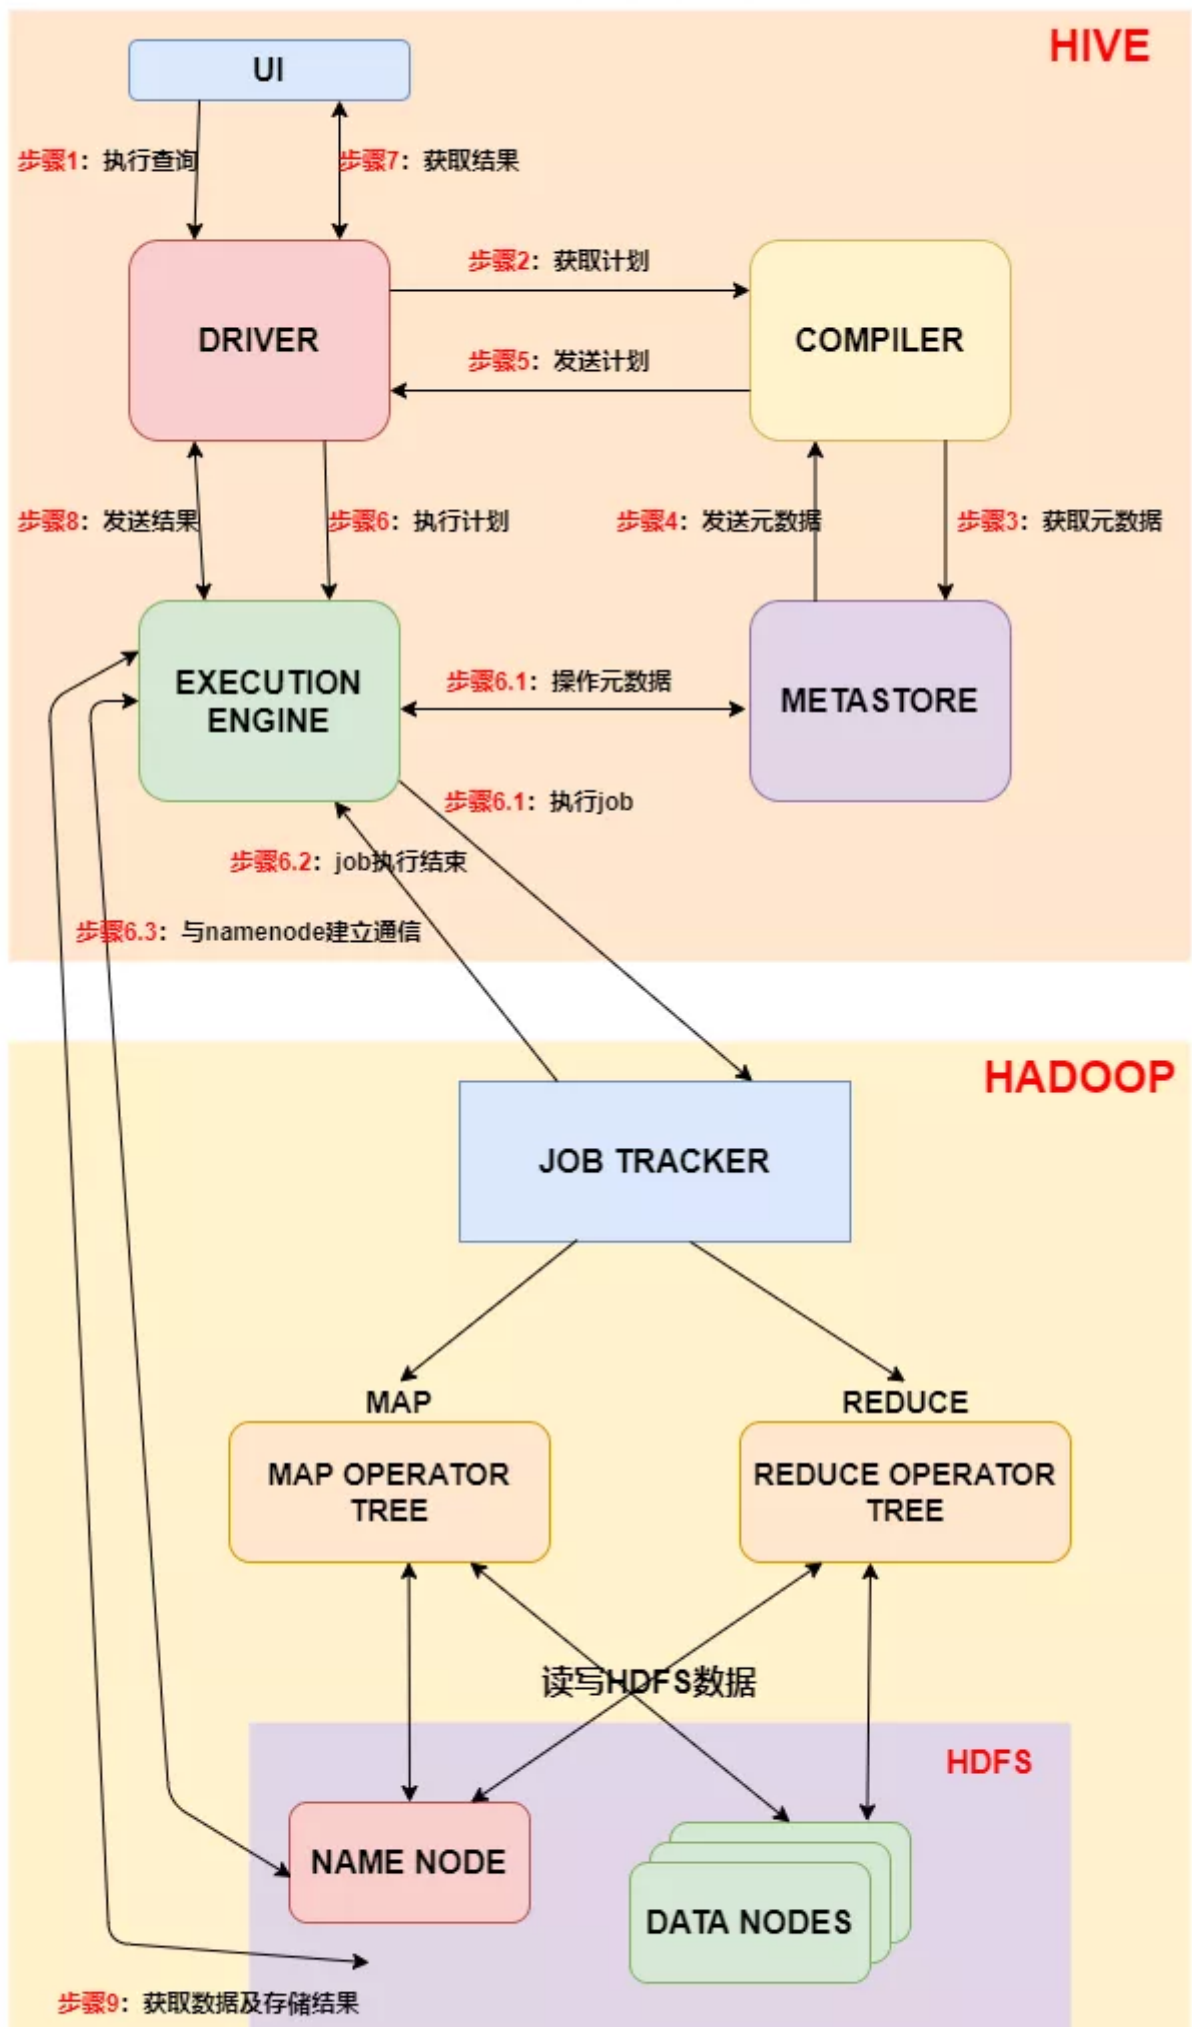 HIVE
UI
步骤1：执行查询
步骤7：获取结果
步骤2：获取计划
DRIVER
COMPILER
步骤5：发送计划
步骤8：发送结果
步骤6：执行计划
步骤4：发送元数据
步骤3：获取元数据
EXECUTION
ENGINE
步骤6.1：操作元数据
METASTORE
步骤6.1：执行job
步骤6.2：job执行结束
步骤6.3：与namenode建立通信
HADOOP
JOB TRACKER
MAP
REDUCE
MAP OPERATOR
TREE
REDUCE OPERATOR
TREE
读写HDFS数据
HDFS
NAME NODE
DATA NODES
步骤9：获取数据及存储结果